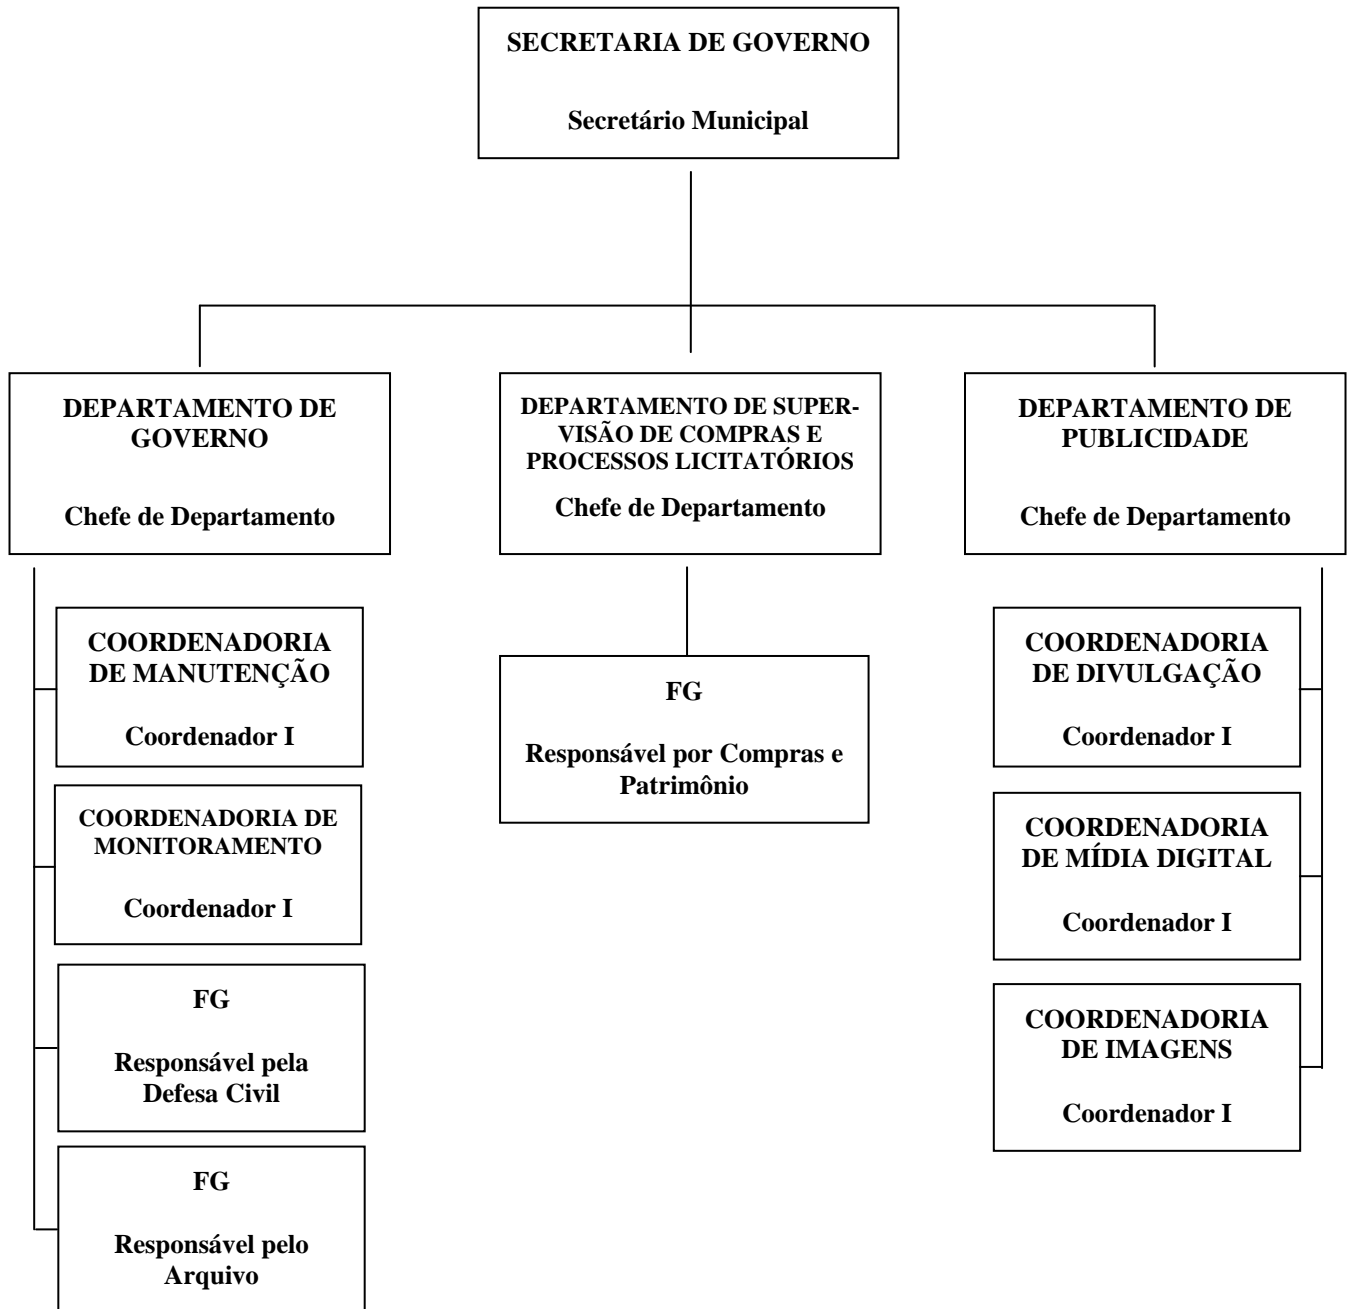 SECRETARIA DE GOVERNO
Secretário Municipal
DEPARTAMENTO DE
GOVERNO
Chefe de Departamento
DEPARTAMENTO DE SUPER-
VISÃO DE COMPRAS E
PROCESSOS LICITATÓRIOS
Chefe de Departamento
DEPARTAMENTO DE
PUBLICIDADE
Chefe de Departamento
COORDENADORIA
DE MANUTENÇÃO
Coordenador I
COORDENADORIA DE
MONITORAMENTO
Coordenador I
FG
Responsável pela
Defesa Civil
FG
Responsável pelo
Arquivo
FG
Responsável por Compras e
Patrimônio
COORDENADORIA
DE DIVULGAÇÃO
Coordenador I
COORDENADORIA
DE MÍDIA DIGITAL
Coordenador I
COORDENADORIA
DE IMAGENS
Coordenador I